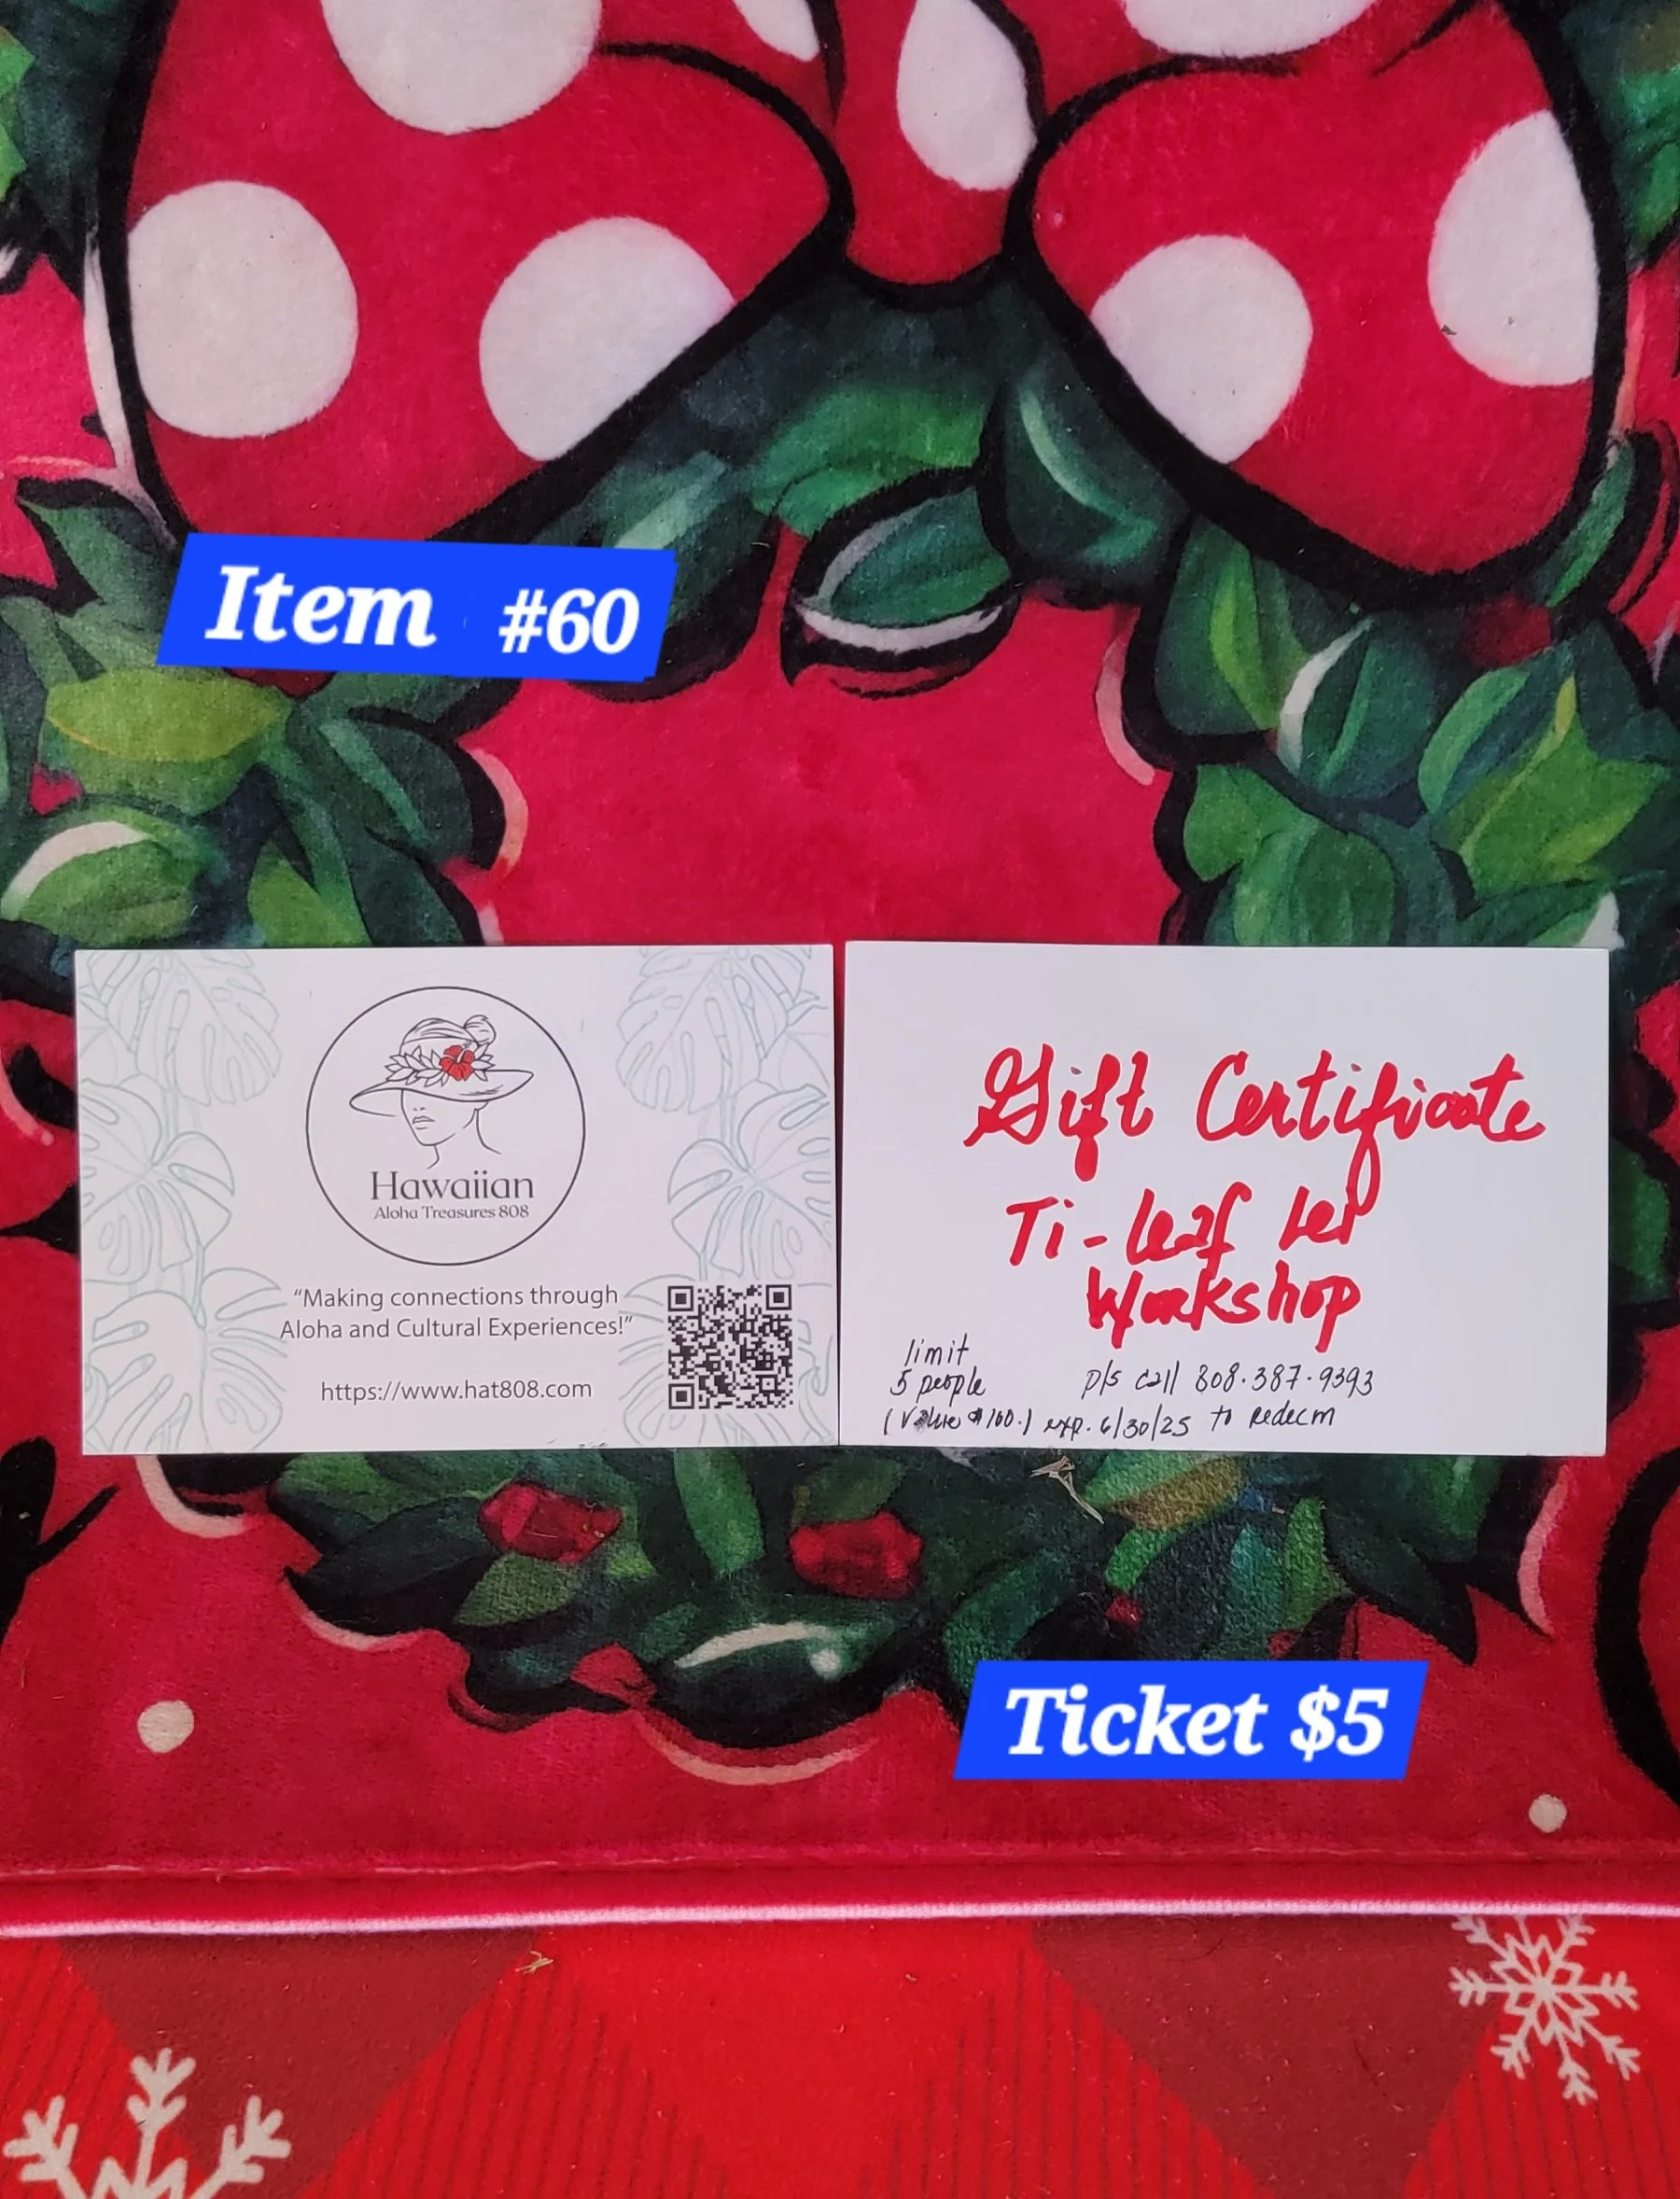 Item #60
Hawaiian
Aloha Treasures 808
"Making connections through
Aloha and Cultural Experiences!"
https://www.hat808.com
Gift Certificate
Ti-leaf Lei
Workshop
limit
5 people
(Value $100.) exp. 6/30/25
pls call 808.387.9393
to redeem
Ticket $5